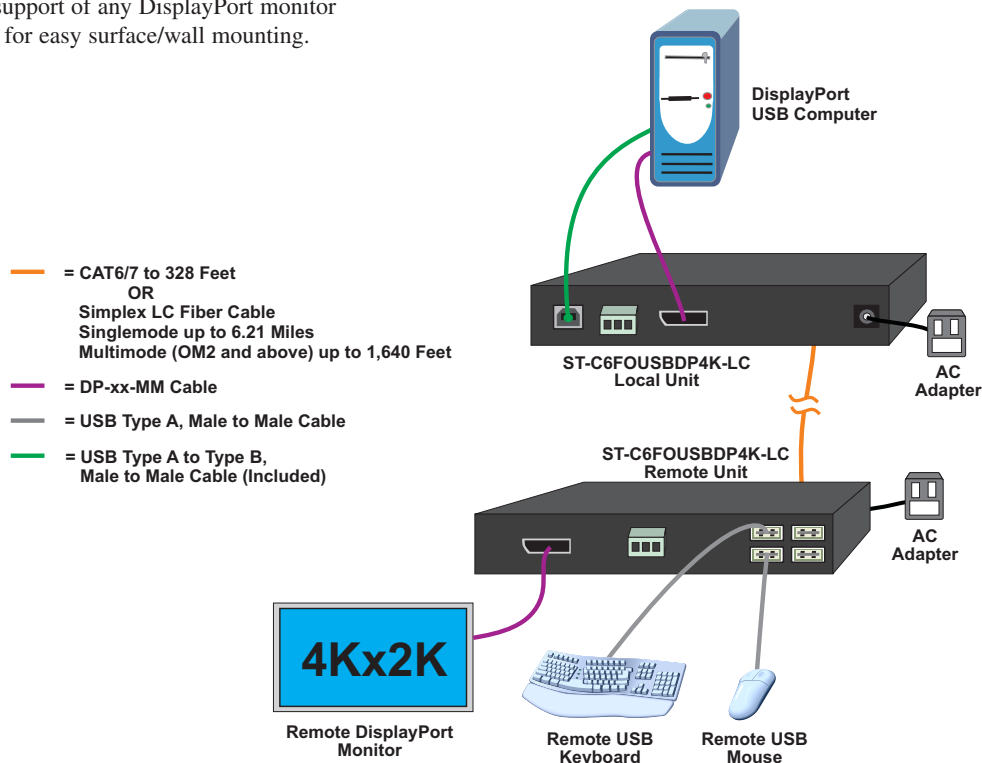 support of any DisplayPort monitor
for easy surface/wall mounting.
DisplayPort
USB Computer
= CAT6/7 to 328 Feet
OR
Simplex LC Fiber Cable
Singlemode up to 6.21 Miles
Multimode (OM2 and above) up to 1,640 Feet
= DP-xx-MM Cable
= USB Type A, Male to Male Cable
= USB Type A to Type B,
Male to Male Cable (Included)
ST-C6FOUSBDP4K-LC
Local Unit
AC
Adapter
ST-C6FOUSBDP4K-LC
Remote Unit
AC
Adapter
4Kx2K
Remote DisplayPort
Monitor
Remote USB
Keyboard
Remote USB
Mouse